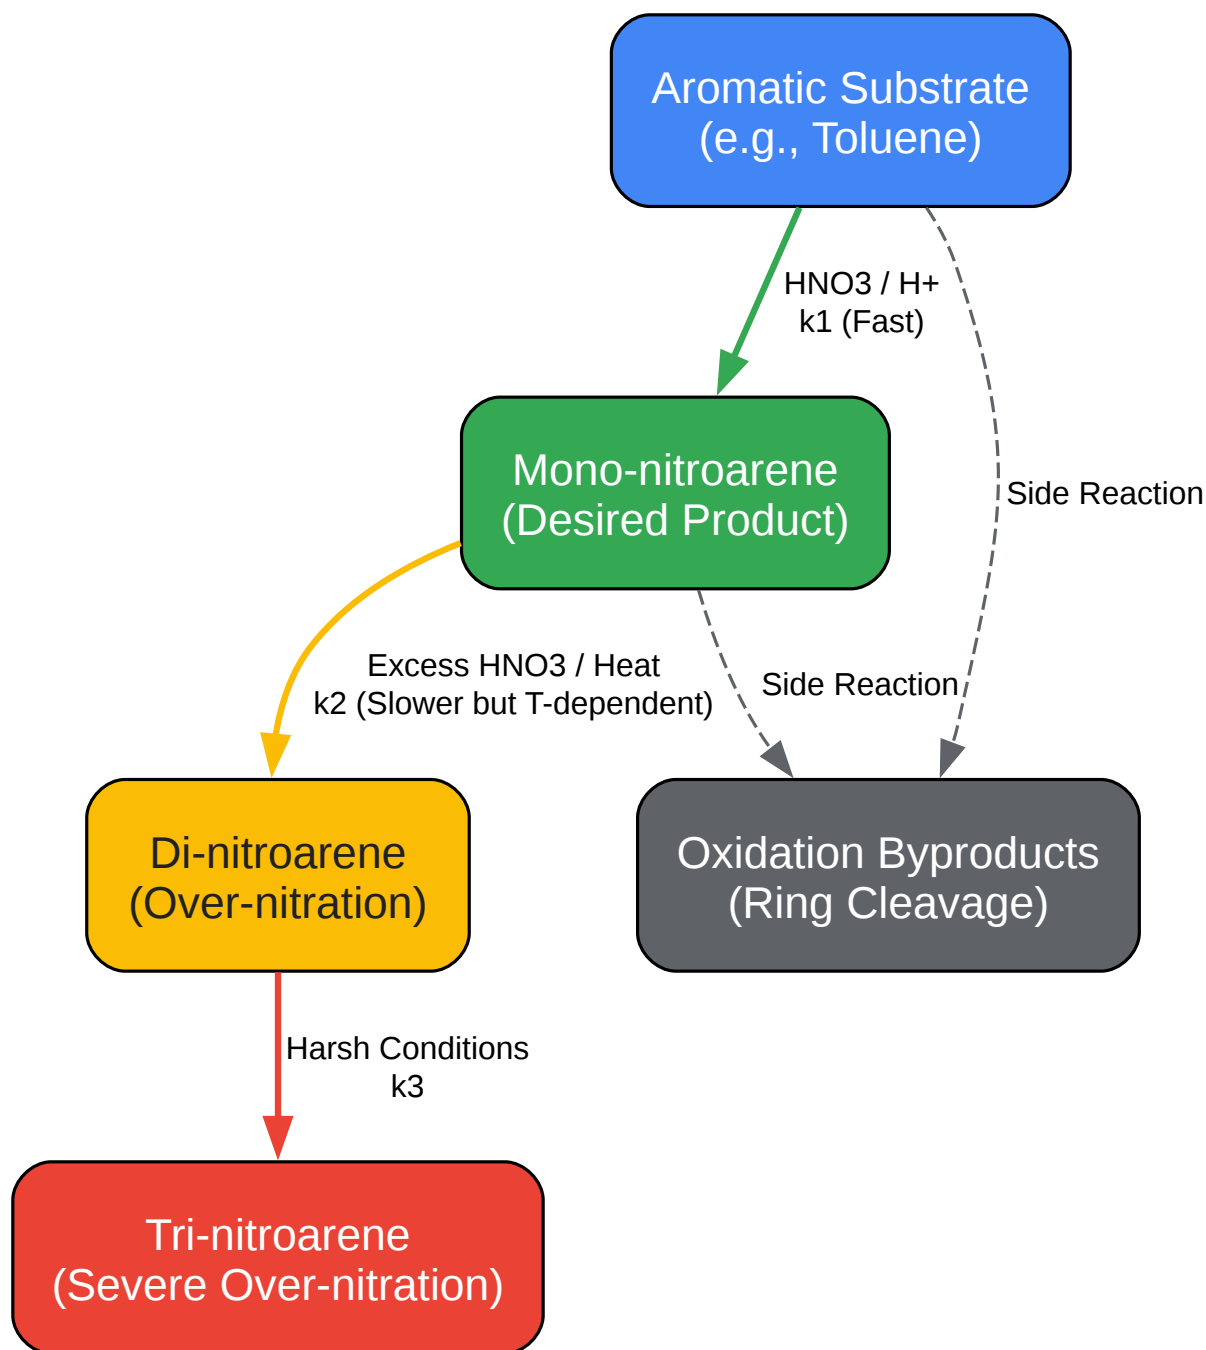 Aromatic Substrate
(e.g., Toluene)
HNO3 / H+
k1 (Fast)
Mono-nitroarene
(Desired Product)
Side Reaction
Excess HNO3 / Heat
k2 (Slower but T-dependent)
Side Reaction
Di-nitroarene
(Over-nitration)
Oxidation Byproducts
(Ring Cleavage)
Harsh Conditions
k3
Tri-nitroarene
(Severe Over-nitration)